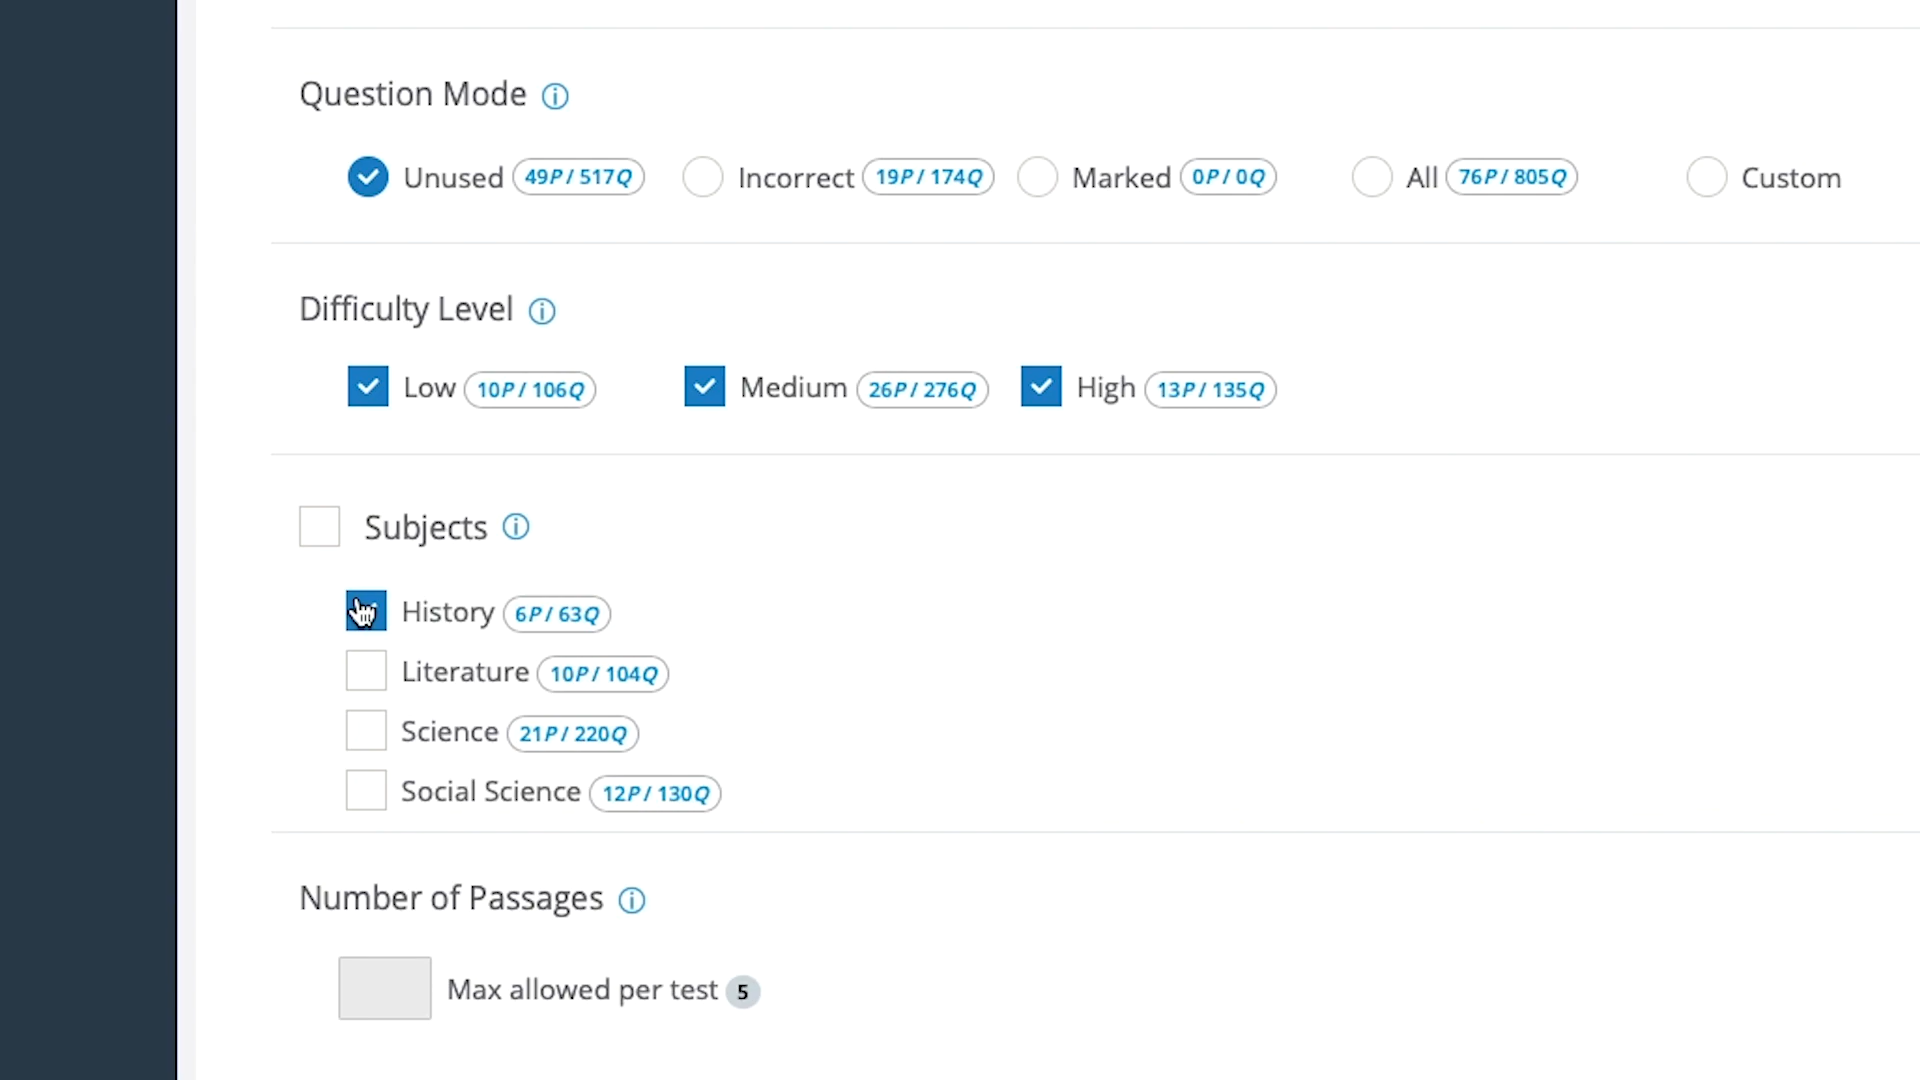 Question Mode
Unused 49P / 517Q Incorrect 19P / 174Q Marked 0P / 0Q All 76P / 805Q Custom
Difficulty Level
Low 10P / 106Q Medium 26P / 276Q High 13P / 135Q
Subjects
History 6P / 63Q
Literature 10P / 104Q
Science 21P / 220Q
Social Science 12P / 130Q
Number of Passages
Max allowed per test 5